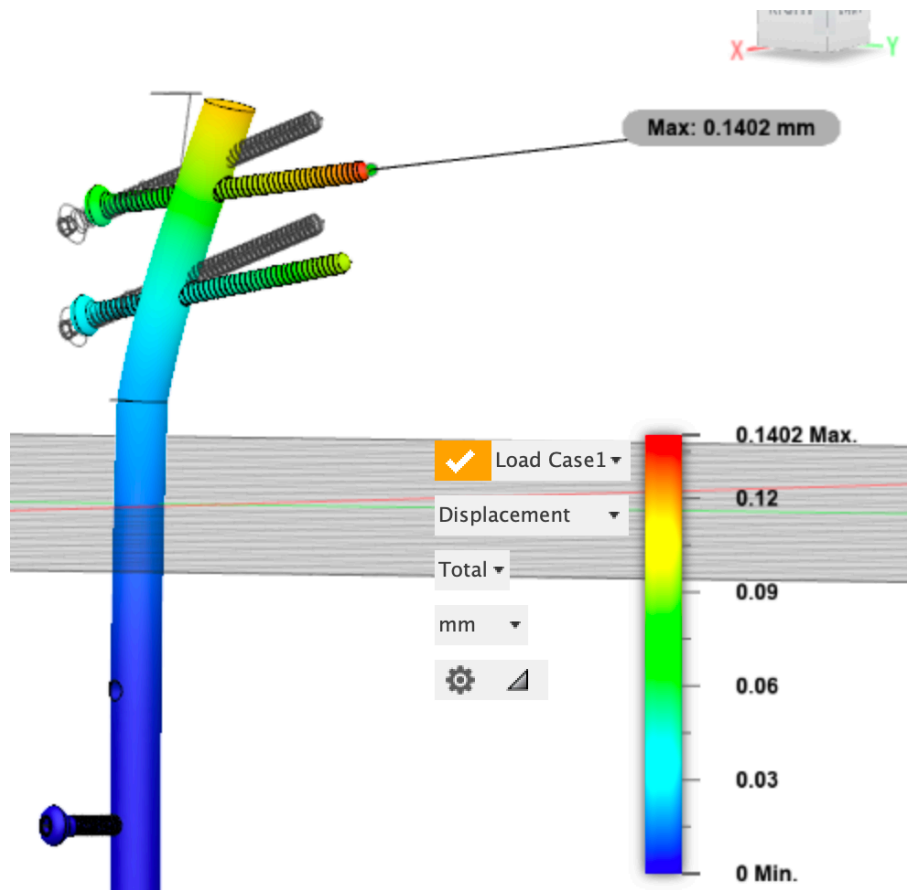 X
Y
Max: 0.1402 mm
0.1402 Max.
Load Case1
0.12
Displacement
Total
0.09
mm
0.06
0.03
0 Min.